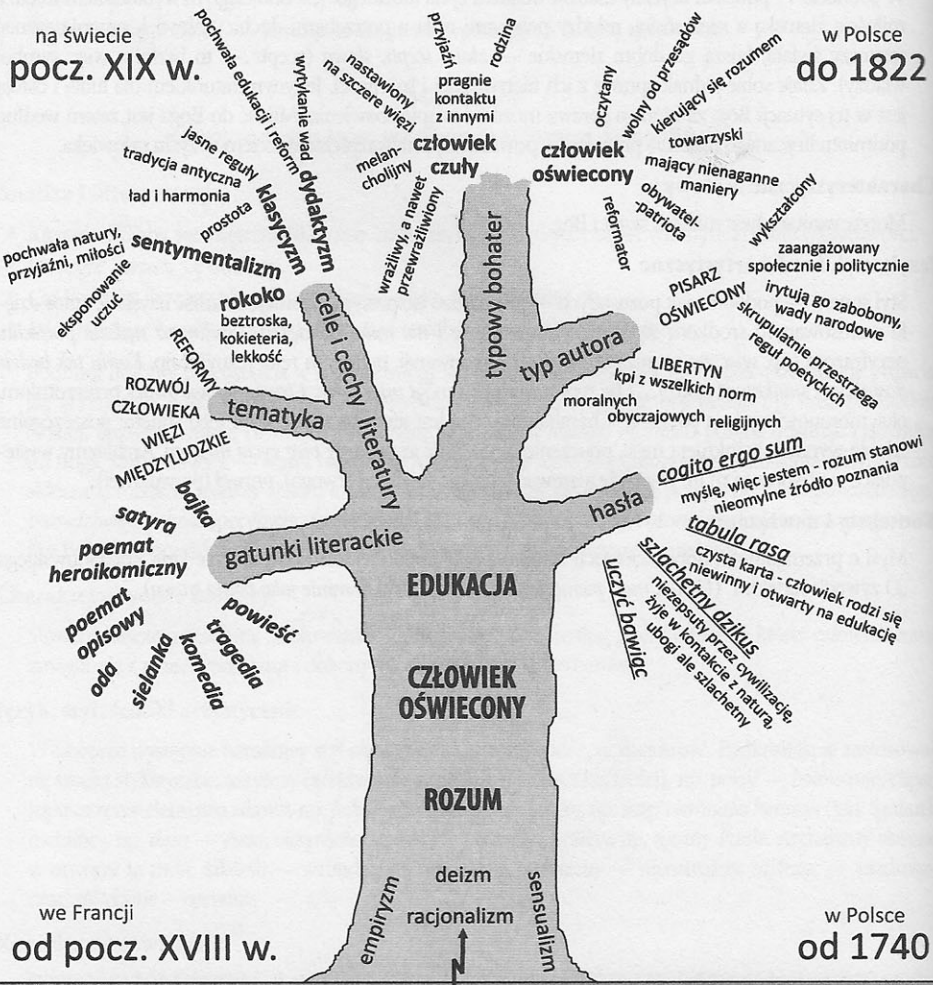 na świecie
pocz. XIX w.
w Polsce
do 1822
pochwała edukacji i reform
wytykanie wad
dydaktyzm
jasne reguły
tradycja antyczna
ład i harmonia
prostota
klasycyzm
pochwała natury,
przyjaźni, miłości
eksponowanie
uczuć
sentymentalizm
rokoko
beztroska,
kokieteria,
lekkość
cele i cechy literatury
REFORMY
ROZWÓJ
CZŁOWIEKA
WIĘZI
MIĘDZYLUDZKIE
tematyka
nastawiony
na szczere więzi
melan-
cholijny
wrażliwy, a nawet
przewrażliwiony
pragnie
kontaktu
z innymi
rodzina
człowiek
czuły
typowy bohater
człowiek
oświecony
oczytany
wolny od przesądów
kierujący się rozumem
towarzyski
mający nienaganne
maniery
obywatel
-patriota
reformator
typ autora
PISARZ
OŚWIECONY
wykształcony
zaangażowany
społecznie i politycznie
irytują go zabobony,
wady narodowe
skrupulatnie przestrzega
reguł poetyckich
LIBERTYN
kpi z wszelkich norm
moralnych
obyczajowych
religijnych
hasła
cogito ergo sum
myślę, więc jestem - rozum stanowi
nieomylne źródło poznania
tabula rasa
czysta karta - człowiek rodzi się
niewinny i otwarty na edukację
szlachetny dzikus
niezepsuty przez cywilizację,
żyje w kontakcie z naturą,
ubogi ale szlachetny
uczyć bawiąc
gatunki literackie
bajka
satyra
poemat
heroikomiczny
poemat
opisowy
oda
sielanka
komedia
tragedia
powieść
EDUKACJA
CZŁOWIEK
OŚWIECONY
ROZUM
empiryzm
deizm
racjonalizm
sensualizm
we Francji
od pocz. XVIII w.
w Polsce
od 1740